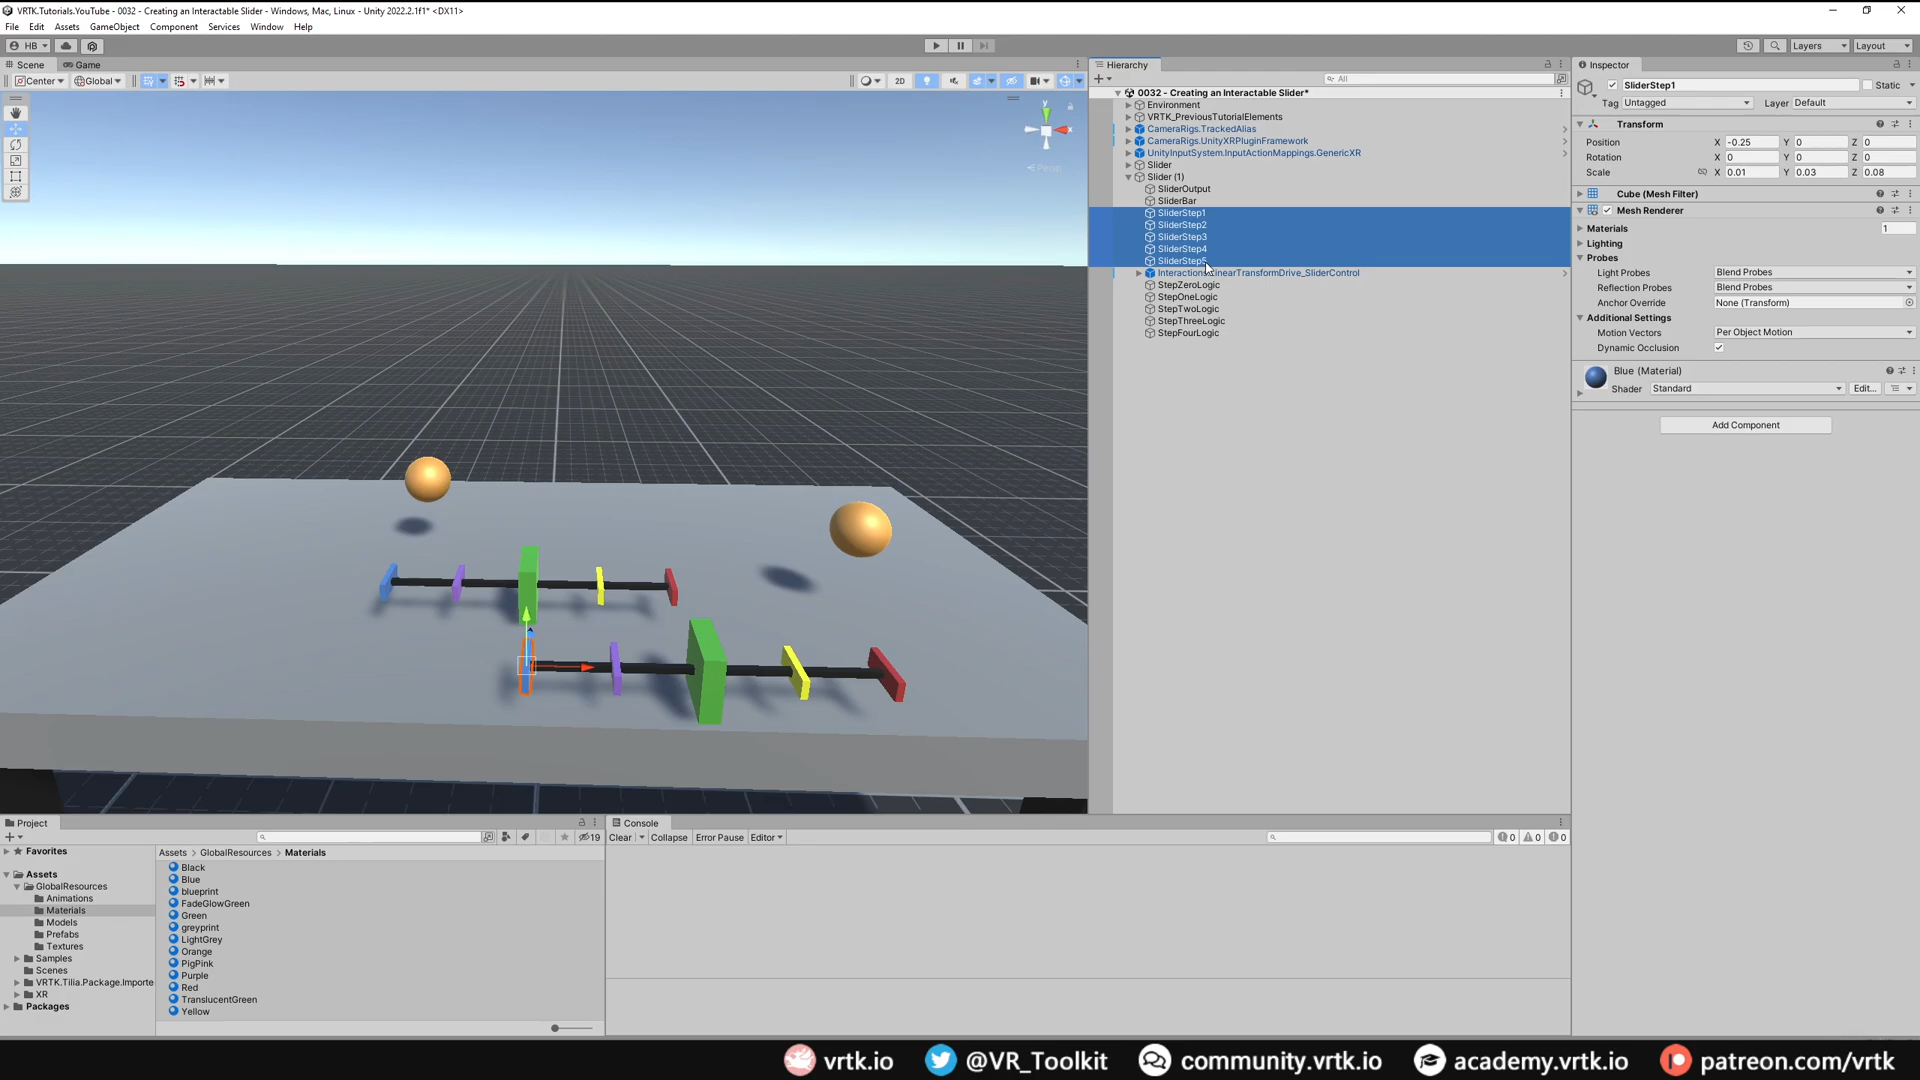 VRTK.Tutorials.YouTube - 0032 - Creating an Interactable Slider - Windows, Mac, Linux - Unity 2022.2.1f1* <DX11>
File Edit Assets GameObject Component Services Window Help
HB Layers Layout
Scene Game
Center Global 2D
y
x
Persp
Hierarchy
All
0032 - Creating an Interactable Slider*
Environment
VRTK_PreviousTutorialElements
CameraRigs.TrackedAlias
CameraRigs.UnityXRPluginFramework
UnityInputSystem.InputActionMappings.GenericXR
Slider
Slider (1)
SliderOutput
SliderBar
SliderStep1
SliderStep2
SliderStep3
SliderStep4
SliderStep5
Interactions.LinearTransformDrive_SliderControl
StepZeroLogic
StepOneLogic
StepTwoLogic
StepThreeLogic
StepFourLogic
Inspector
SliderStep1 Static
Tag Untagged Layer Default
Transform
Position X -0.25 Y 0 Z 0
Rotation X 0 Y 0 Z 0
Scale X 0.01 Y 0.03 Z 0.08
Cube (Mesh Filter)
Mesh Renderer
Materials 1
Lighting
Probes
Light Probes Blend Probes
Reflection Probes Blend Probes
Anchor Override None (Transform)
Additional Settings
Motion Vectors Per Object Motion
Dynamic Occlusion
Blue (Material)
Shader Standard Edit...
Add Component
Project
19
Favorites
Assets
GlobalResources
Animations
Materials
Models
Prefabs
Textures
Samples
Scenes
VRTK.Tilia.Package.Importe
XR
Packages
Assets > GlobalResources > Materials
Black
Blue
blueprint
FadeGlowGreen
Green
greyprint
LightGrey
Orange
PigPink
Purple
Red
TranslucentGreen
Yellow
Console
Clear Collapse Error Pause Editor 0 0 0
vrtk.io @VR_Toolkit community.vrtk.io academy.vrtk.io patreon.com/vrtk